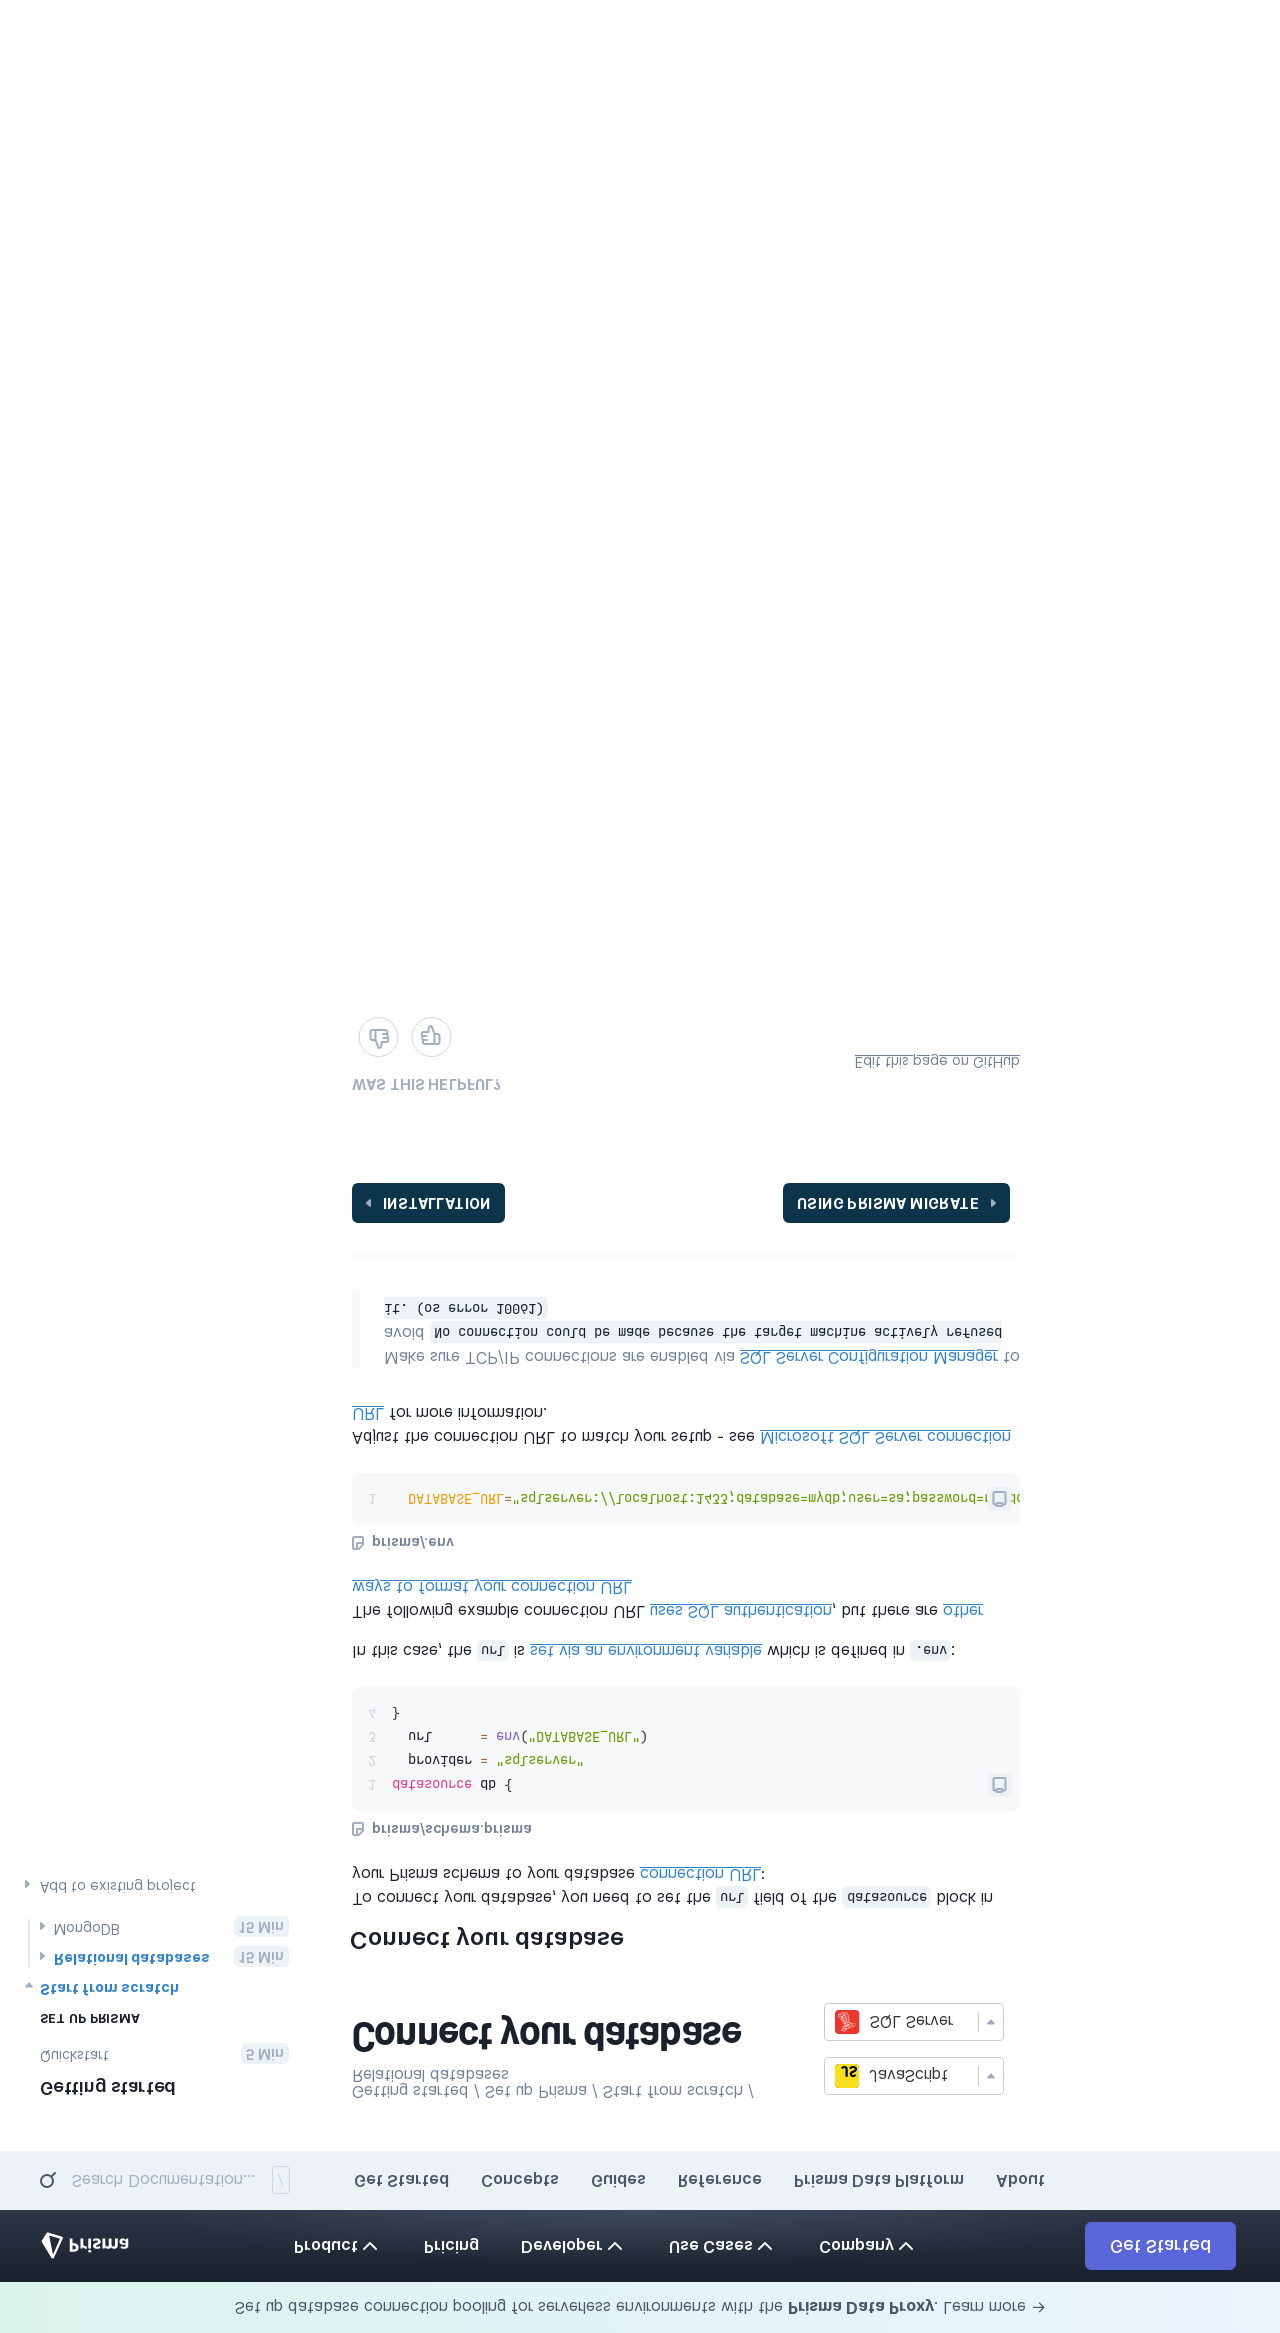 Set up database connection pooling for serverless environments with the Prisma Data Proxy. Learn more →
Prisma
Product
Pricing
Developer
Use Cases
Company
Get Started
Search Documentation...
/
Get Started
Concepts
Guides
Reference
Prisma Data Platform
About
Getting started
Quickstart
5 Min
SET UP PRISMA
Start from scratch
Relational databases
15 Min
MongoDB
15 Min
Add to existing project
Getting started / Set up Prisma / Start from scratch /
Relational databases
Connect your database
JS
JavaScript
SQL Server
Connect your database
To connect your database, you need to set the url field of the datasource block in
your Prisma schema to your database connection URL:
prisma/schema.prisma
1 datasource db {
2 provider = "sqlserver"
3 url = env("DATABASE_URL")
4 }
In this case, the url is set via an environment variable which is defined in .env:
The following example connection URL uses SQL authentication, but there are other
ways to format your connection URL
prisma/.env
1 DATABASE_URL="sqlserver://localhost:1433;database=mydb;user=sa;password=
Adjust the connection URL to match your setup - see Microsoft SQL Server connection
URL for more information.
Make sure TCP/IP connections are enabled via SQL Server Configuration Manager to
avoid No connection could be made because the target machine actively refused
it. (os error 10061)
INSTALLATION
USING PRISMA MIGRATE
WAS THIS HELPFUL?
Edit this page on GitHub